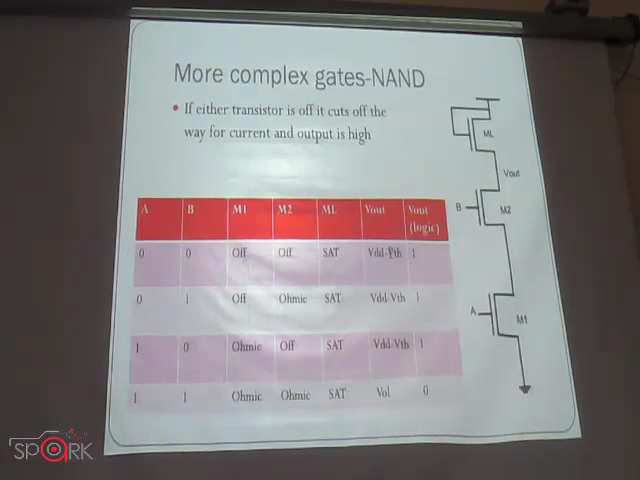 More complex gates-NAND
• If either transistor is off it cuts off the
way for current and output is high
A B M1 M2 ML Vout Vout (logic)
0 0 Off Off SAT Vdd-Vth 1
0 1 Off Ohmic SAT Vdd-Vth 1
1 0 Ohmic Off SAT Vdd-Vth 1
1 1 Ohmic Ohmic SAT Vol 0
ML
Vout
B
M2
A
M1
SPARK